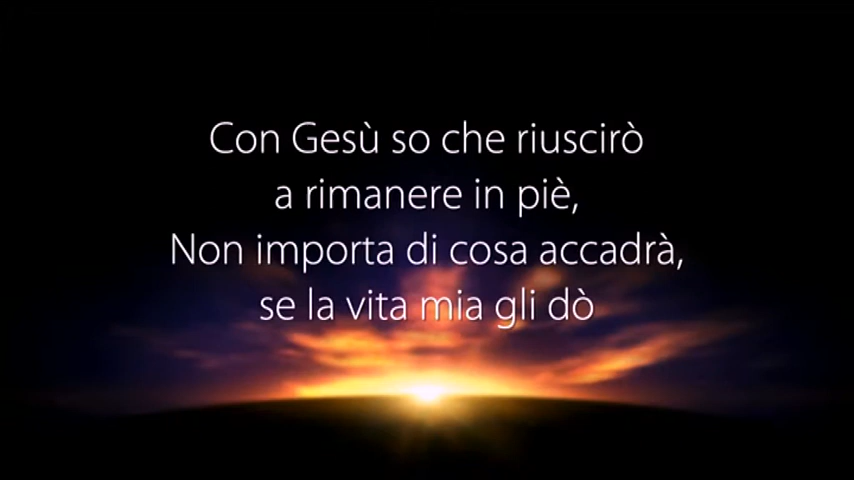 Con Gesù so che riuscirò
a rimanere in piè,
Non importa di cosa accadrà,
se la vita mia gli dò